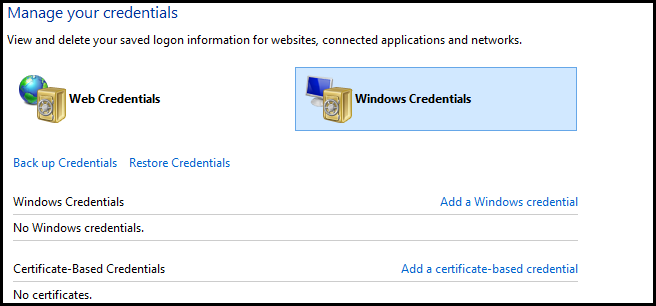 Manage your credentials
View and delete your saved logon information for websites, connected applications and networks.
Web Credentials
Windows Credentials
Back up Credentials Restore Credentials
Windows Credentials Add a Windows credential
No Windows credentials.
Certificate-Based Credentials Add a certificate-based credential
No certificates.